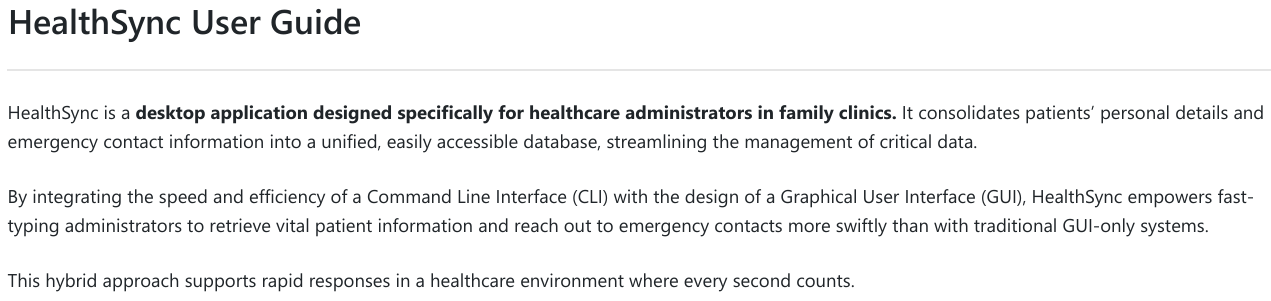 HealthSync User Guide
HealthSync is a desktop application designed specifically for healthcare administrators in family clinics. It consolidates patients’ personal details and
emergency contact information into a unified, easily accessible database, streamlining the management of critical data.
By integrating the speed and efficiency of a Command Line Interface (CLI) with the design of a Graphical User Interface (GUI), HealthSync empowers fast-
typing administrators to retrieve vital patient information and reach out to emergency contacts more swiftly than with traditional GUI-only systems.
This hybrid approach supports rapid responses in a healthcare environment where every second counts.